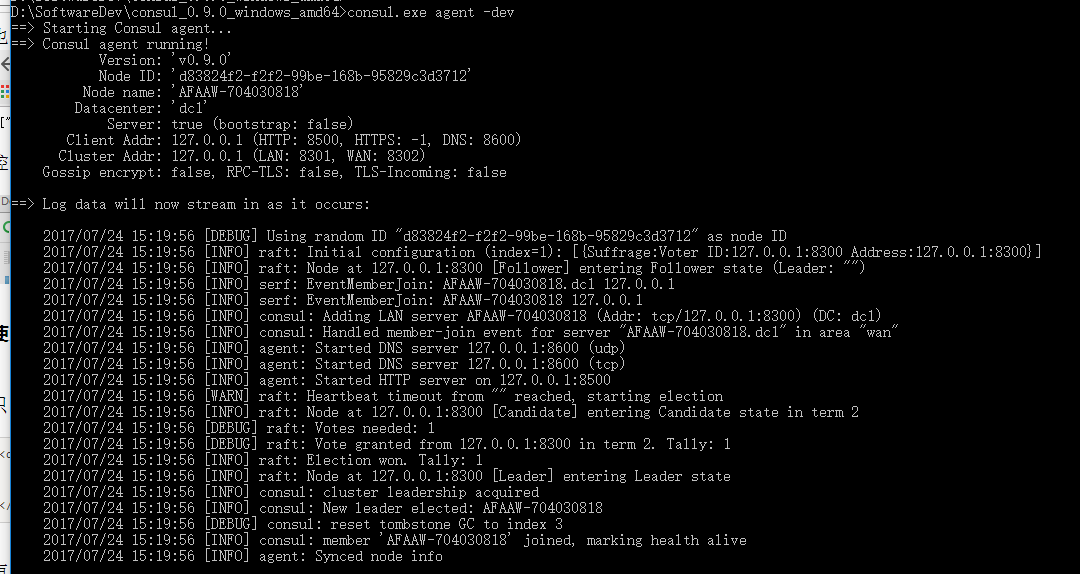 D:\SoftwareDev\consul_0.9.0_windows_amd64>consul.exe agent -dev
==> Starting Consul agent...
==> Consul agent running!
Version: 'v0.9.0'
Node ID: 'd83824f2-f2f2-99be-168b-95829c3d3712'
Node name: 'AFAAW-704030818'
Datacenter: 'dc1'
Server: true (bootstrap: false)
Client Addr: 127.0.0.1 (HTTP: 8500, HTTPS: -1, DNS: 8600)
Cluster Addr: 127.0.0.1 (LAN: 8301, WAN: 8302)
Gossip encrypt: false, RPC-TLS: false, TLS-Incoming: false
==> Log data will now stream in as it occurs:
2017/07/24 15:19:56 [DEBUG] Using random ID "d83824f2-f2f2-99be-168b-95829c3d3712" as node ID
2017/07/24 15:19:56 [INFO] raft: Initial configuration (index=1): [{Suffrage:Voter ID:127.0.0.1:8300 Address:127.0.0.1:8300}]
2017/07/24 15:19:56 [INFO] raft: Node at 127.0.0.1:8300 [Follower] entering Follower state (Leader: "")
2017/07/24 15:19:56 [INFO] serf: EventMemberJoin: AFAAW-704030818.dc1 127.0.0.1
2017/07/24 15:19:56 [INFO] serf: EventMemberJoin: AFAAW-704030818 127.0.0.1
2017/07/24 15:19:56 [INFO] consul: Adding LAN server AFAAW-704030818 (Addr: tcp/127.0.0.1:8300) (DC: dc1)
2017/07/24 15:19:56 [INFO] consul: Handled member-join event for server "AFAAW-704030818.dc1" in area "wan"
2017/07/24 15:19:56 [INFO] agent: Started DNS server 127.0.0.1:8600 (udp)
2017/07/24 15:19:56 [INFO] agent: Started DNS server 127.0.0.1:8600 (tcp)
2017/07/24 15:19:56 [INFO] agent: Started HTTP server on 127.0.0.1:8500
2017/07/24 15:19:56 [WARN] raft: Heartbeat timeout from "" reached, starting election
2017/07/24 15:19:56 [INFO] raft: Node at 127.0.0.1:8300 [Candidate] entering Candidate state in term 2
2017/07/24 15:19:56 [DEBUG] raft: Votes needed: 1
2017/07/24 15:19:56 [DEBUG] raft: Vote granted from 127.0.0.1:8300 in term 2. Tally: 1
2017/07/24 15:19:56 [INFO] raft: Election won. Tally: 1
2017/07/24 15:19:56 [INFO] raft: Node at 127.0.0.1:8300 [Leader] entering Leader state
2017/07/24 15:19:56 [INFO] consul: cluster leadership acquired
2017/07/24 15:19:56 [INFO] consul: New leader elected: AFAAW-704030818
2017/07/24 15:19:56 [DEBUG] consul: reset tombstone GC to index 3
2017/07/24 15:19:56 [INFO] consul: member 'AFAAW-704030818' joined, marking health alive
2017/07/24 15:19:56 [INFO] agent: Synced node info